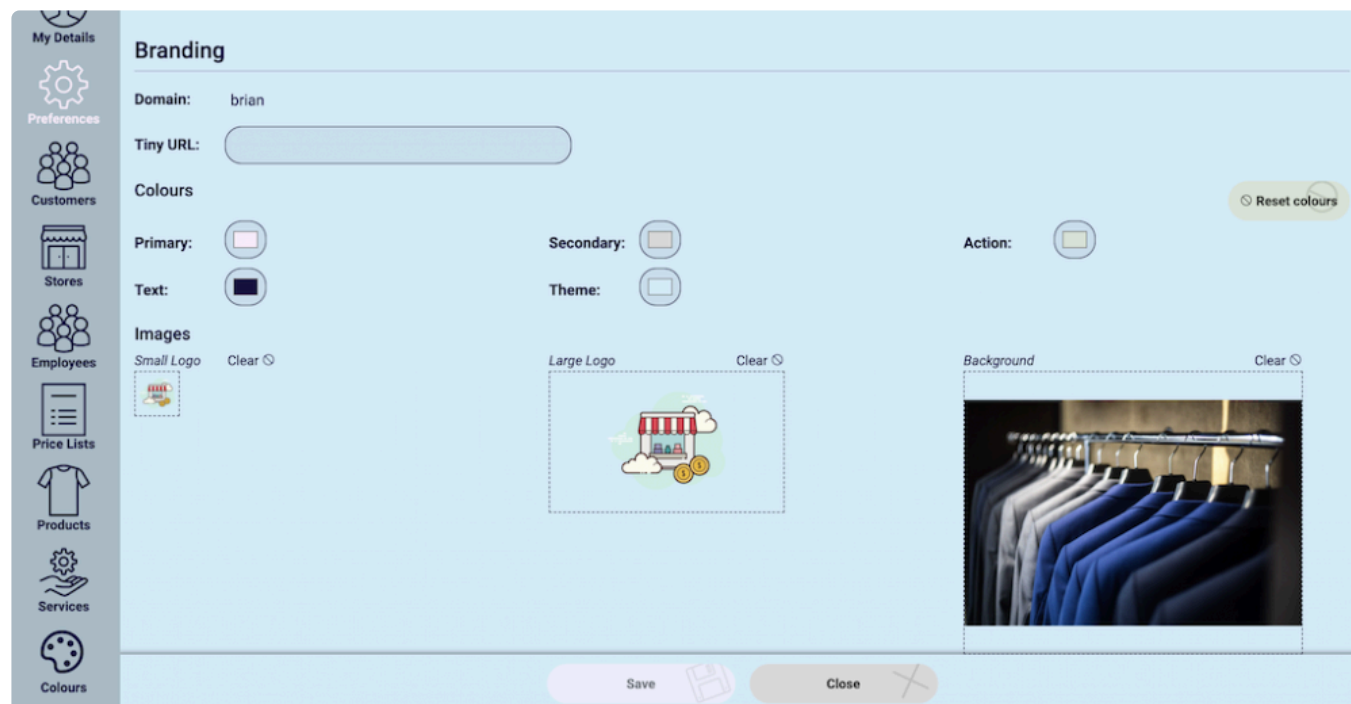 My Details
Preferences
Customers
Stores
Employees
Price Lists
Products
Services
Colours
Branding
Domain: brian
Tiny URL:
Colours
Reset colours
Primary: Secondary: Action:
Text: Theme:
Images
Small Logo Clear Large Logo Clear Background Clear
Save Close